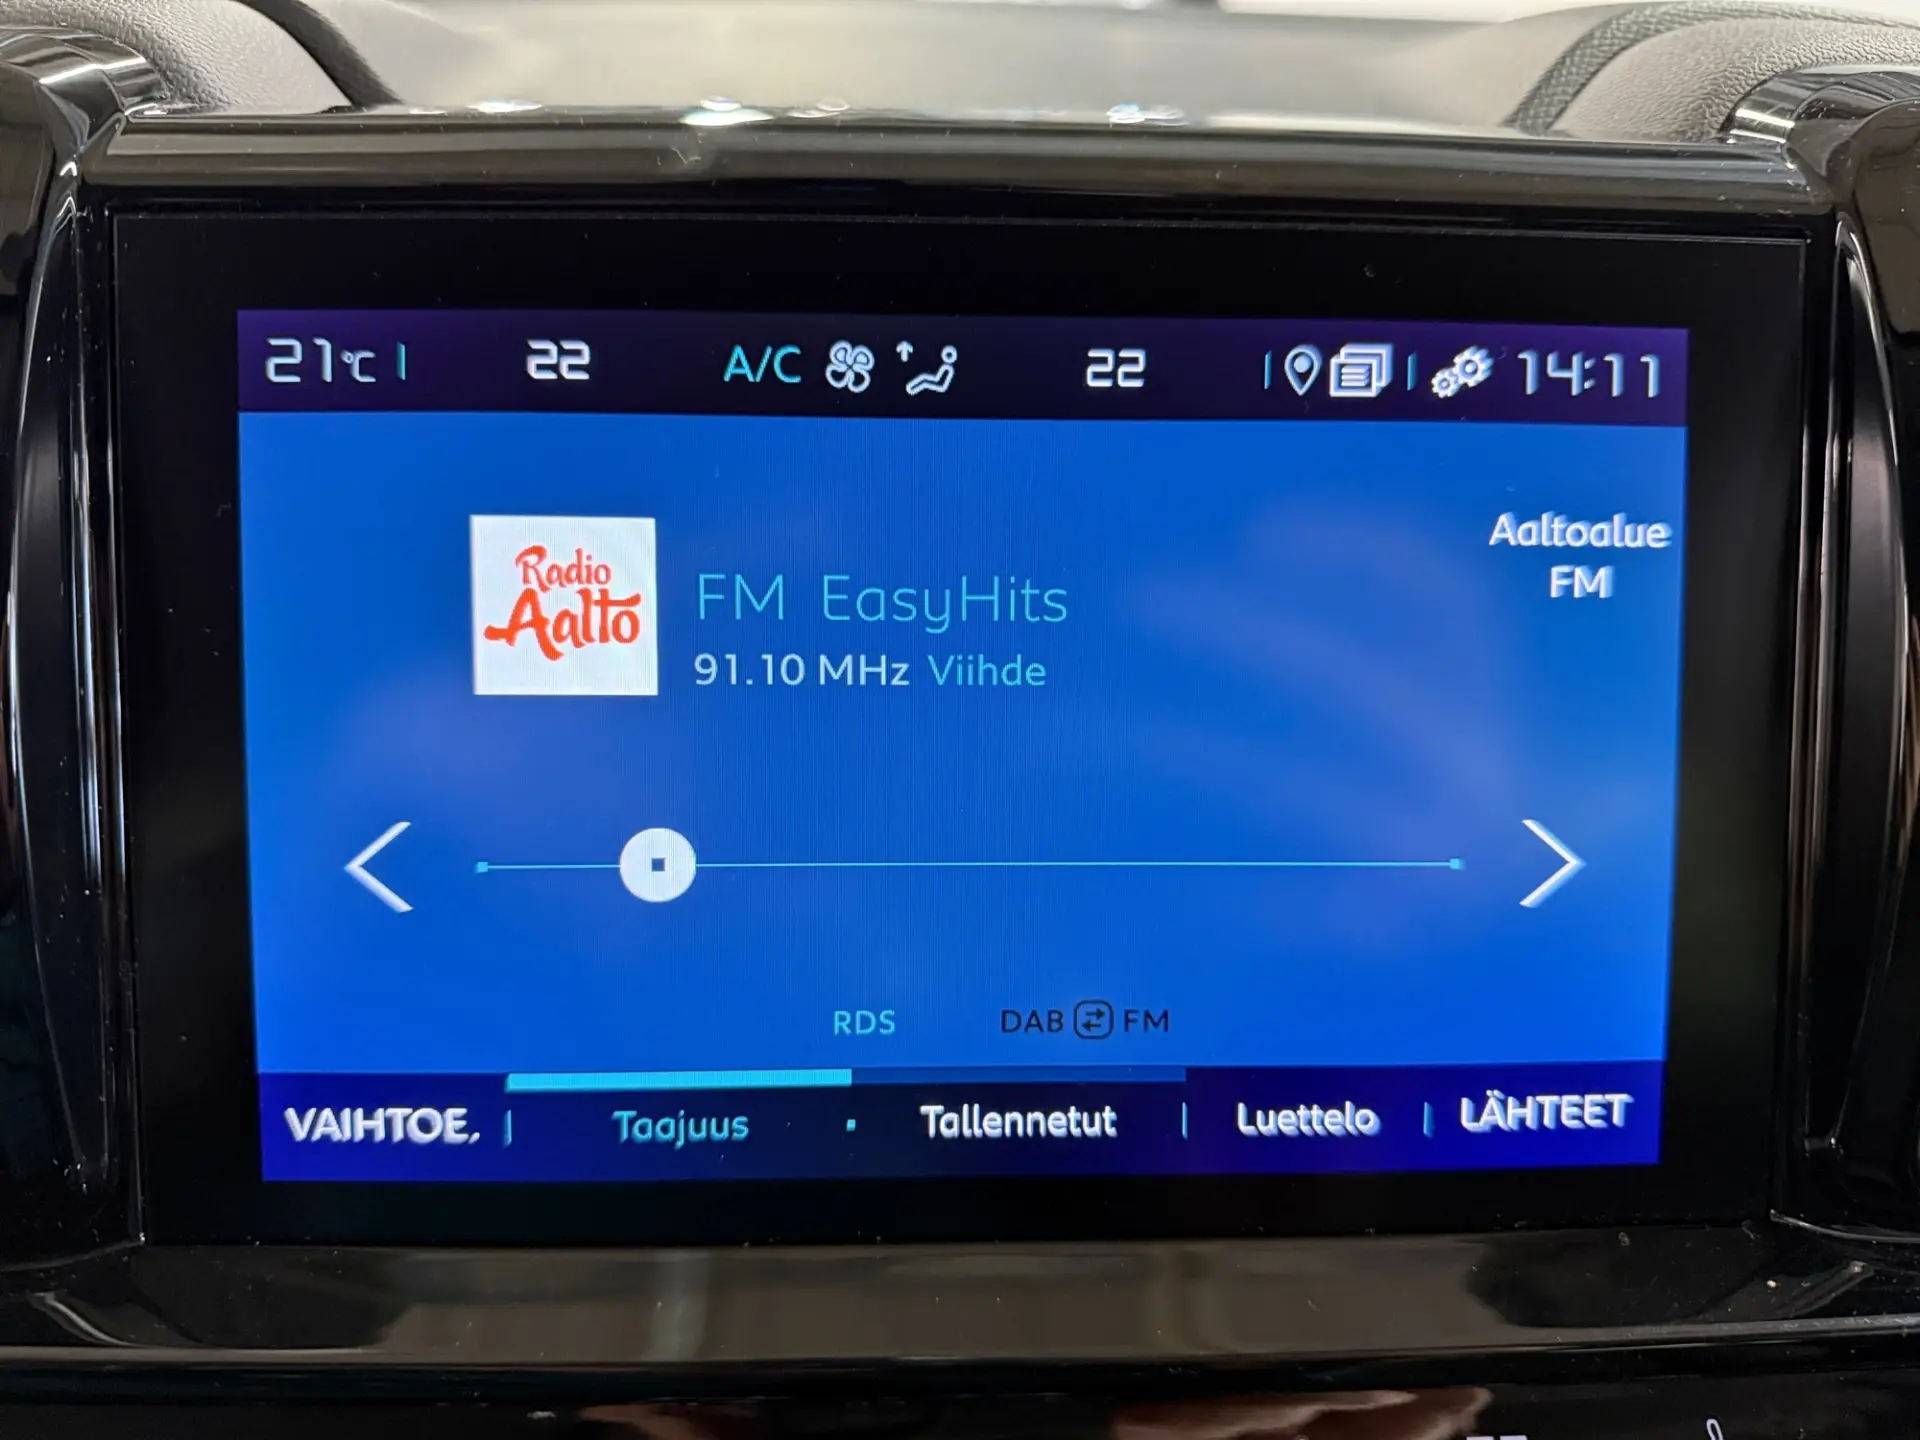 21°C 22 A/C 22 14:11
Aaltoalue
FM
Radio
Aalto
FM EasyHits
91.10 MHz Viihde
RDS DAB FM
VAIHTOE. Taajuus Tallennetut Luettelo LÄHTEET